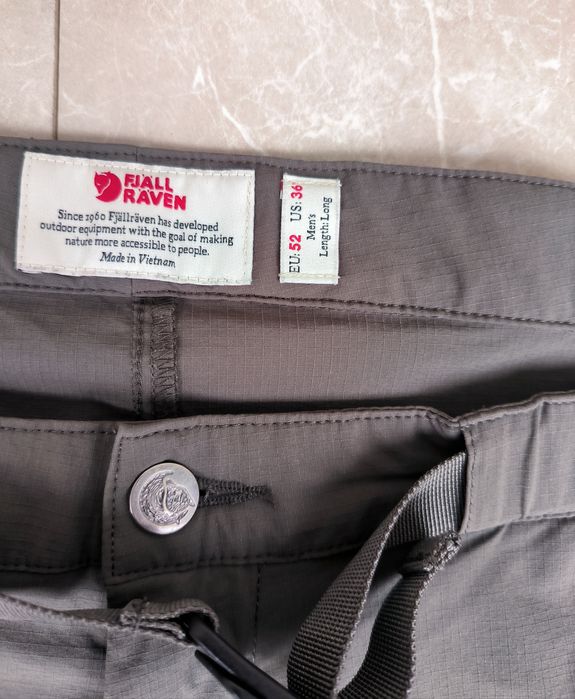 FJÄLL
RÄVEN
Since 1960 Fjällräven has developed
outdoor equipment with the goal of making
nature more accessible to people.
Made in Vietnam
EU: 52 US: 36"
Men's
Length: Long